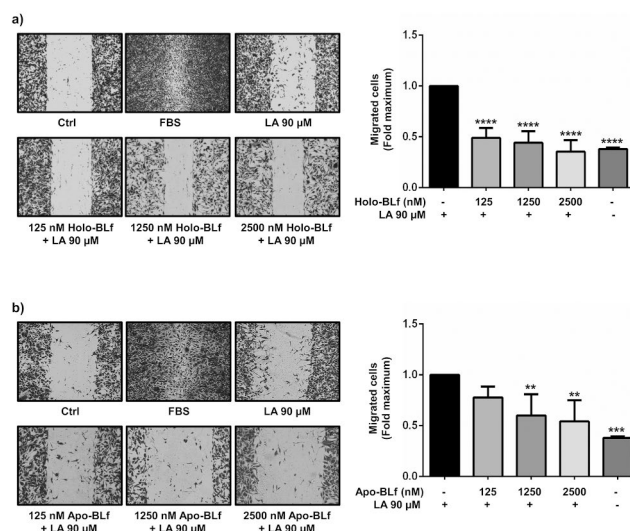 a)
Ctrl
FBS
LA 90 µM
125 nM Holo-BLf
+ LA 90 µM
1250 nM Holo-BLf
+ LA 90 µM
2500 nM Holo-BLf
+ LA 90 µM
Migrated cells
(Fold maximum)
1.5
1.0
0.5
0.0
****
****
****
****
Holo-BLf (nM) - 125 1250 2500 -
LA 90 µM + + + + -
b)
Ctrl
FBS
LA 90 µM
125 nM Apo-BLf
+ LA 90 µM
1250 nM Apo-BLf
+ LA 90 µM
2500 nM Apo-BLf
+ LA 90 µM
Migrated cells
(Fold maximum)
1.5
1.0
0.5
0.0
**
**
***
Apo-BLf (nM) - 125 1250 2500 -
LA 90 µM + + + + -